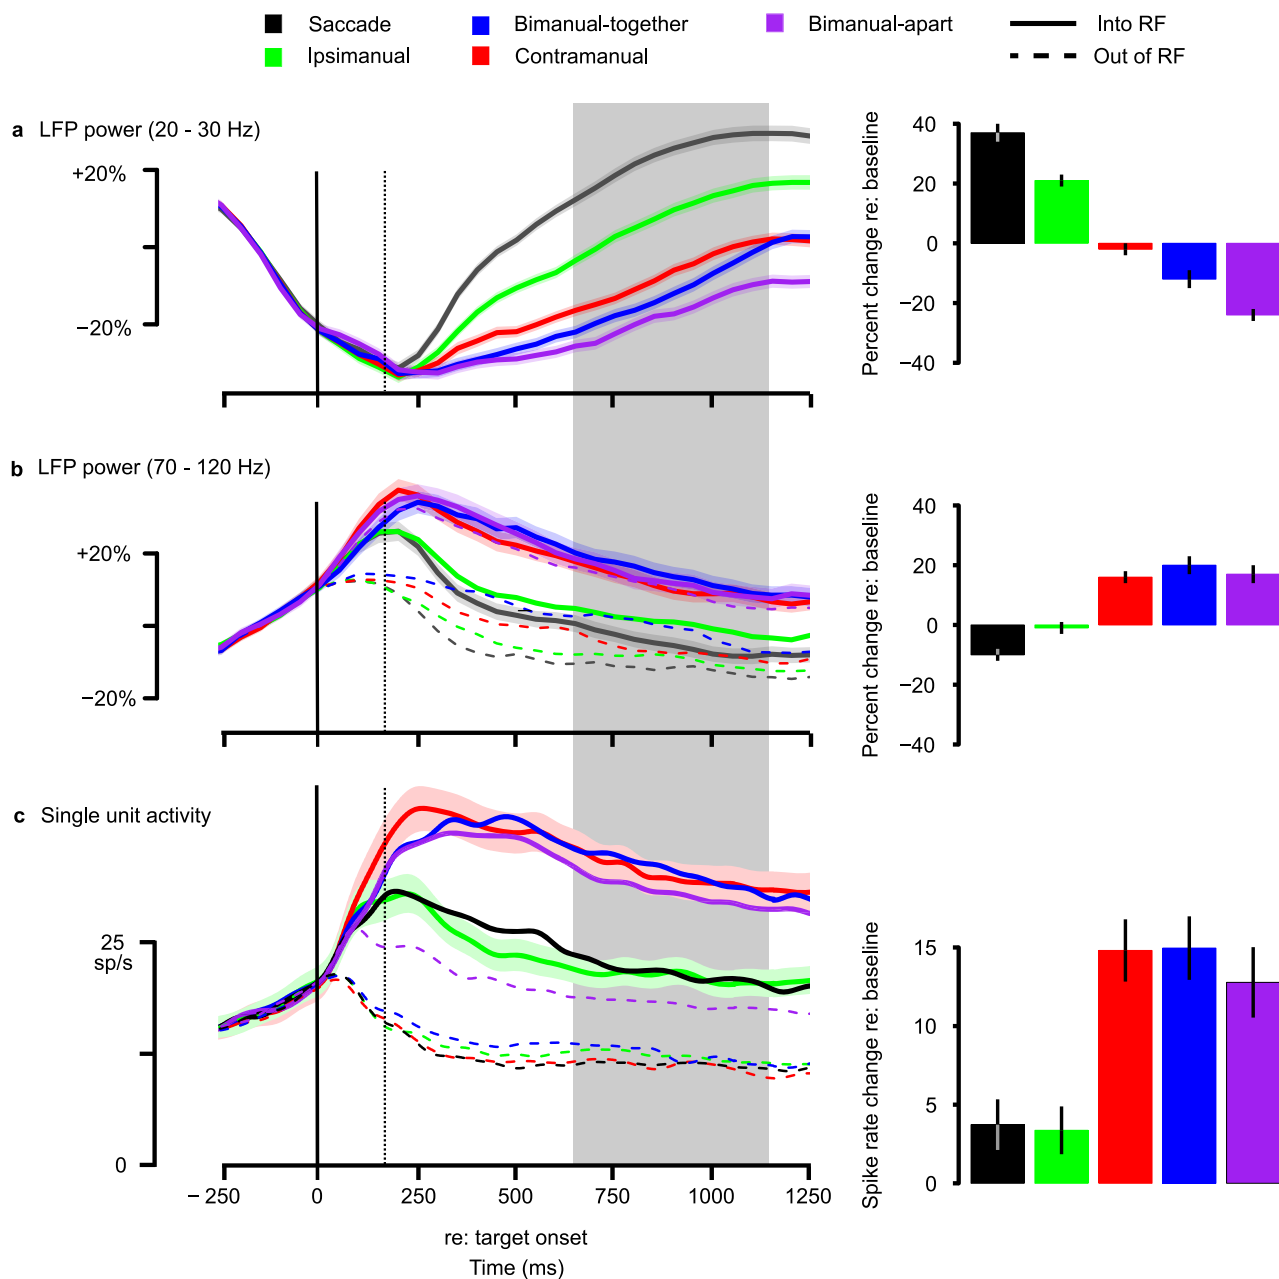 Saccade
Bimanual-together
Bimanual-apart
Into RF
Ipsimanual
Contramanual
Out of RF
a LFP power (20 - 30 Hz)
+20%
−20%
Percent change re: baseline
40
20
0
−20
−40
b LFP power (70 - 120 Hz)
+20%
−20%
Percent change re: baseline
40
20
0
−20
−40
c Single unit activity
25
sp/s
0
−250 0 250 500 750 1000 1250
re: target onset
Time (ms)
Spike rate change re: baseline
15
10
5
0